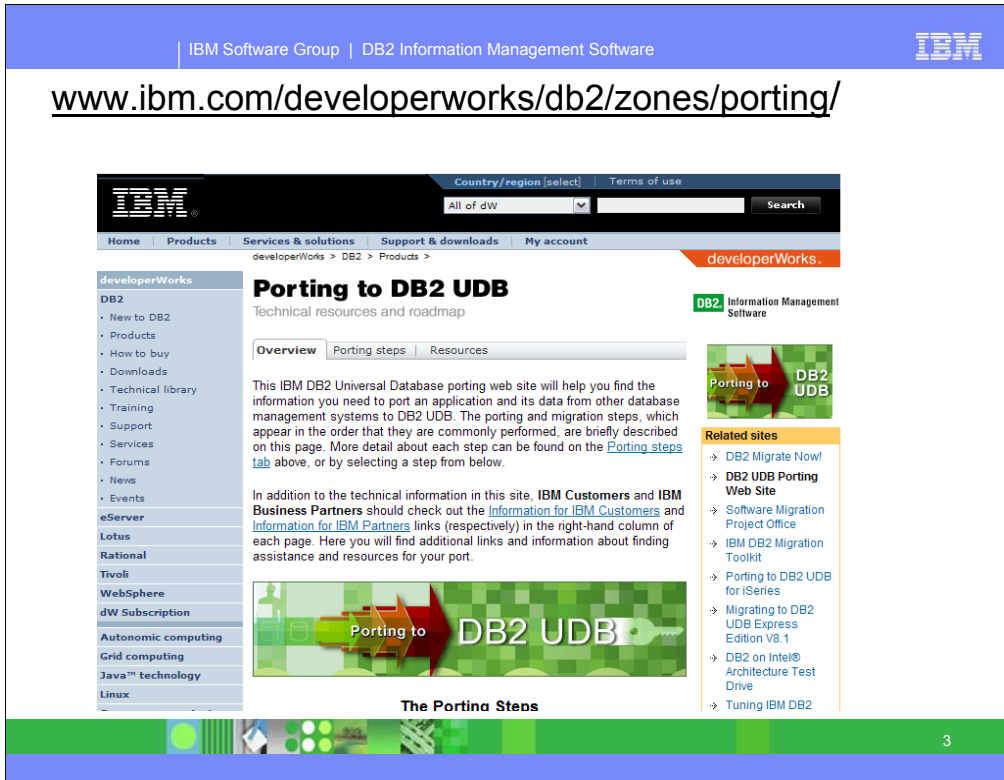 IBM Software Group | DB2 Information Management Software
IBM
www.ibm.com/developerworks/db2/zones/porting/
Country/region [select] | Terms of use
IBM®
All of dW Search
Home | Products | Services & solutions | Support & downloads | My account
developerWorks > DB2 > Products >
developerWorks.
developerWorks
DB2
• New to DB2
• Products
• How to buy
• Downloads
• Technical library
• Training
• Support
• Services
• Forums
• News
• Events
eServer
Lotus
Rational
Tivoli
WebSphere
dW Subscription
Autonomic computing
Grid computing
Java™ technology
Linux
Porting to DB2 UDB
Technical resources and roadmap
Overview Porting steps | Resources
This IBM DB2 Universal Database porting web site will help you find the
information you need to port an application and its data from other database
management systems to DB2 UDB. The porting and migration steps, which
appear in the order that they are commonly performed, are briefly described
on this page. More detail about each step can be found on the Porting steps
tab above, or by selecting a step from below.
In addition to the technical information in this site, IBM Customers and IBM
Business Partners should check out the Information for IBM Customers and
Information for IBM Partners links (respectively) in the right-hand column of
each page. Here you will find additional links and information about finding
assistance and resources for your port.
Porting to DB2 UDB
The Porting Steps
DB2. Information Management
Software
Porting to DB2
UDB
Related sites
DB2 Migrate Now!
DB2 UDB Porting
Web Site
Software Migration
Project Office
IBM DB2 Migration
Toolkit
Porting to DB2 UDB
for iSeries
Migrating to DB2
UDB Express
Edition V8.1
DB2 on Intel®
Architecture Test
Drive
Tuning IBM DB2
3